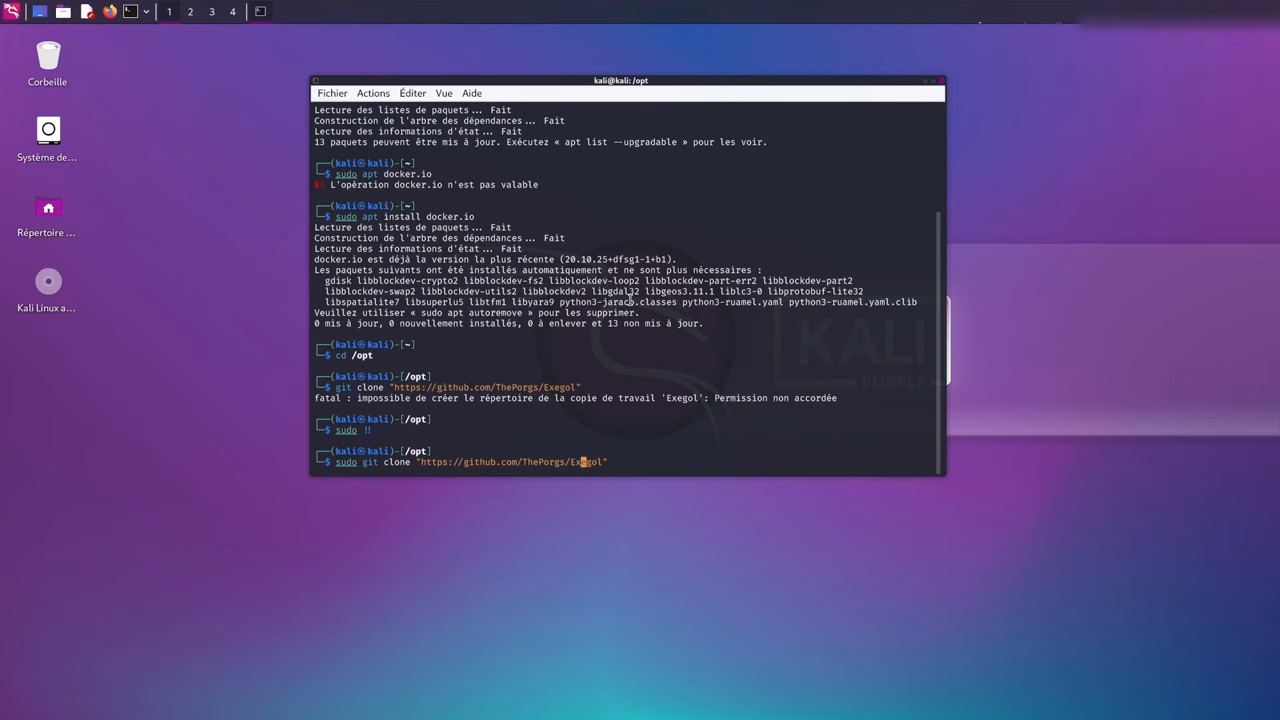 1 2 3 4
Corbeille
Système de...
Répertoire ...
Kali Linux a...
kali@kali: /opt
Fichier Actions Éditer Vue Aide
Lecture des listes de paquets... Fait
Construction de l'arbre des dépendances... Fait
Lecture des informations d'état... Fait
13 paquets peuvent être mis à jour. Exécutez « apt list --upgradable » pour les voir.
┌──(kali㉿kali)-[~]
└─$ sudo apt docker.io
E: L'opération docker.io n'est pas valable
┌──(kali㉿kali)-[~]
└─$ sudo apt install docker.io
Lecture des listes de paquets... Fait
Construction de l'arbre des dépendances... Fait
Lecture des informations d'état... Fait
docker.io est déjà la version la plus récente (20.10.25+dfsg1-1+b1).
Les paquets suivants ont été installés automatiquement et ne sont plus nécessaires :
gdisk libblockdev-crypto2 libblockdev-fs2 libblockdev-loop2 libblockdev-part-err2 libblockdev-part2
libblockdev-swap2 libblockdev-utils2 libblockdev2 libgdal32 libgeos3.11.1 liblc3-0 libprotobuf-lite32
libspatialite7 libsuperlu5 libtfm1 libyara9 python3-jaraco.classes python3-ruamel.yaml python3-ruamel.yaml.clib
Veuillez utiliser « sudo apt autoremove » pour les supprimer.
0 mis à jour, 0 nouvellement installés, 0 à enlever et 13 non mis à jour.
┌──(kali㉿kali)-[~]
└─$ cd /opt
┌──(kali㉿kali)-[/opt]
└─$ git clone "https://github.com/ThePorgs/Exegol"
fatal : impossible de créer le répertoire de la copie de travail 'Exegol': Permission non accordée
┌──(kali㉿kali)-[/opt]
└─$ sudo !!
┌──(kali㉿kali)-[/opt]
└─$ sudo git clone "https://github.com/ThePorgs/Exegol"
KALI
PURPLE